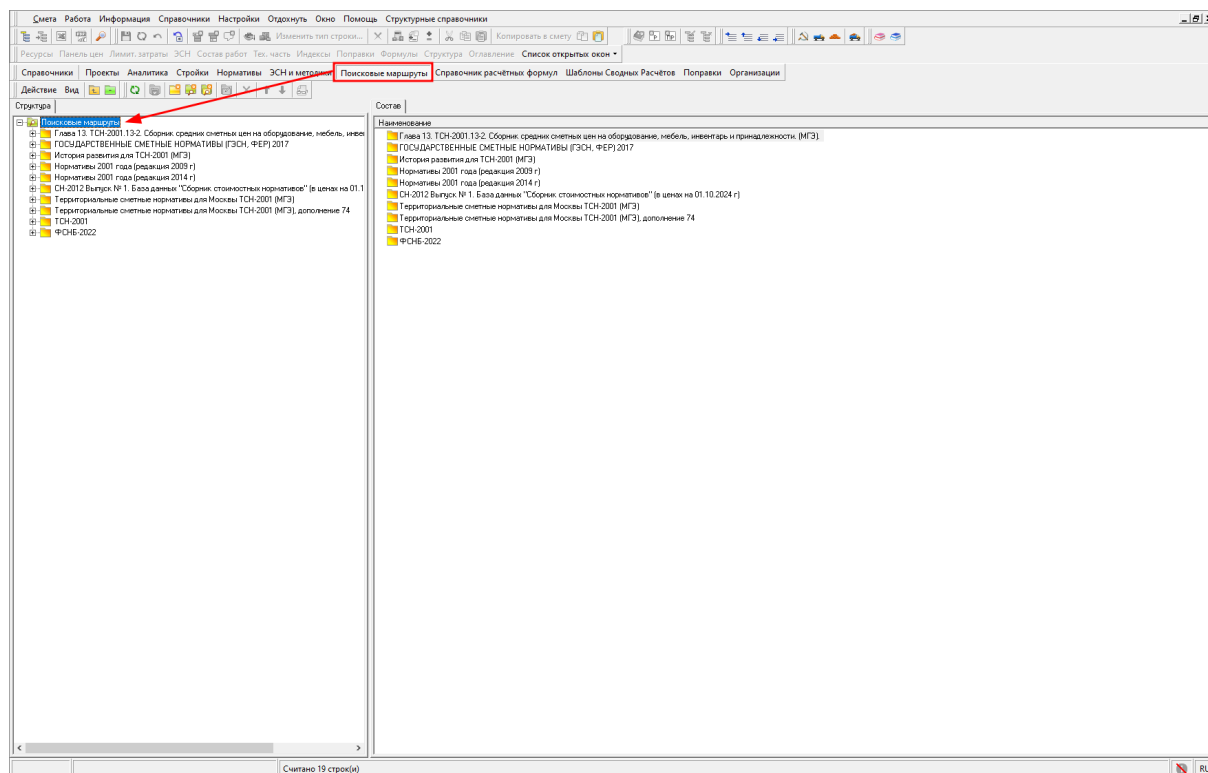 Смета Работа Информация Справочники Настройки Отдохнуть Окно Помощь Структурные справочники
Изменить тип строки... Копировать в смету
Ресурсы Панель цен Лимит. затраты ЭСН Состав работ Тех. часть Индексы Поправки Формулы Структура Оглавление Список открытых окон
Справочники Проекты Аналитика Стройки Нормативы ЭСН и методики Поисковые маршруты Справочник расчётных формул Шаблоны Сводных Расчётов Поправки Организации
Действие Вид
Структура
Поисковые маршруты
Глава 13. ТСН-2001.13-2. Сборник средних сметных цен на оборудование, мебель, инвен
ГОСУДАРСТВЕННЫЕ СМЕТНЫЕ НОРМАТИВЫ (ГЭСН, ФЕР) 2017
История развития для ТСН-2001 (МГЭ)
Нормативы 2001 года (редакция 2009 г)
Нормативы 2001 года (редакция 2014 г)
СН-2012 Выпуск № 1. База данных "Сборник стоимостных нормативов" (в ценах на 01.1
Территориальные сметные нормативы для Москвы ТСН-2001 (МГЭ)
Территориальные сметные нормативы для Москвы ТСН-2001 (МГЭ), дополнение 74
ТСН-2001
ФСНБ-2022
Состав
Наименование
Глава 13. ТСН-2001.13-2. Сборник средних сметных цен на оборудование, мебель, инвентарь и принадлежности. (МГЭ).
ГОСУДАРСТВЕННЫЕ СМЕТНЫЕ НОРМАТИВЫ (ГЭСН, ФЕР) 2017
История развития для ТСН-2001 (МГЭ)
Нормативы 2001 года (редакция 2009 г)
Нормативы 2001 года (редакция 2014 г)
СН-2012 Выпуск № 1. База данных "Сборник стоимостных нормативов" (в ценах на 01.10.2024 г)
Территориальные сметные нормативы для Москвы ТСН-2001 (МГЭ)
Территориальные сметные нормативы для Москвы ТСН-2001 (МГЭ), дополнение 74
ТСН-2001
ФСНБ-2022
Считано 19 строк(и)
RU